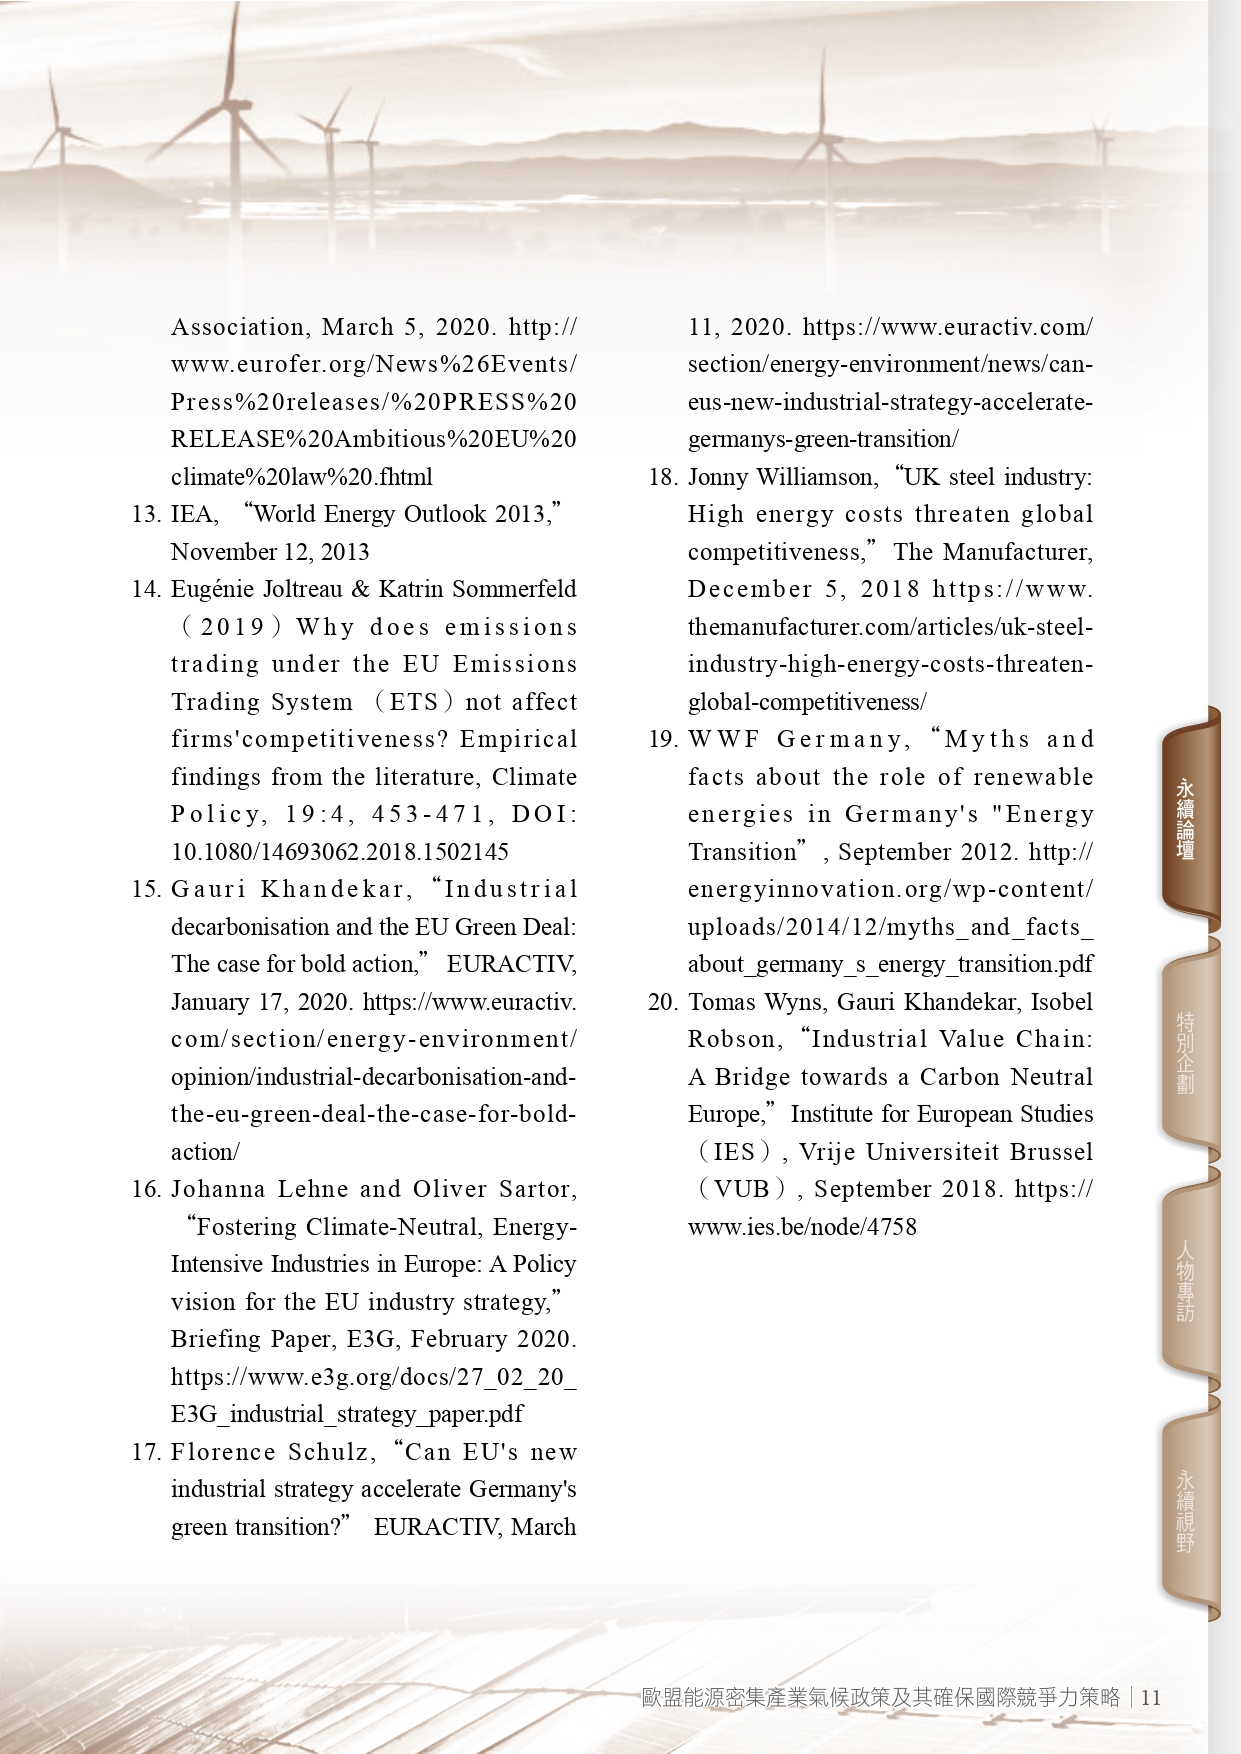 Association, March 5, 2020. http://
www.eurofer.org/News%26Events/
Press%20releases/%20PRESS%20
RELEASE%20Ambitious%20EU%20
climate%20law%20.fhtml
13. IEA, “World Energy Outlook 2013,”
November 12, 2013
14. Eugénie Joltreau & Katrin Sommerfeld
（2019）Why does emissions
trading under the EU Emissions
Trading System （ETS）not affect
firms'competitiveness? Empirical
findings from the literature, Climate
Policy, 19:4, 453-471, DOI:
10.1080/14693062.2018.1502145
15. Gauri Khandekar, “Industrial
decarbonisation and the EU Green Deal:
The case for bold action,” EURACTIV,
January 17, 2020. https://www.euractiv.
com/section/energy-environment/
opinion/industrial-decarbonisation-and-
the-eu-green-deal-the-case-for-bold-
action/
16. Johanna Lehne and Oliver Sartor,
“Fostering Climate-Neutral, Energy-
Intensive Industries in Europe: A Policy
vision for the EU industry strategy,”
Briefing Paper, E3G, February 2020.
https://www.e3g.org/docs/27_02_20_
E3G_industrial_strategy_paper.pdf
17. Florence Schulz, “Can EU's new
industrial strategy accelerate Germany's
green transition?” EURACTIV, March
11, 2020. https://www.euractiv.com/
section/energy-environment/news/can-
eus-new-industrial-strategy-accelerate-
germanys-green-transition/
18. Jonny Williamson, “UK steel industry:
High energy costs threaten global
competitiveness,” The Manufacturer,
December 5, 2018 https://www.
themanufacturer.com/articles/uk-steel-
industry-high-energy-costs-threaten-
global-competitiveness/
19. WWF Germany, “Myths and
facts about the role of renewable
energies in Germany's "Energy
Transition”, September 2012. http://
energyinnovation.org/wp-content/
uploads/2014/12/myths_and_facts_
about_germany_s_energy_transition.pdf
20. Tomas Wyns, Gauri Khandekar, Isobel
Robson, “Industrial Value Chain:
A Bridge towards a Carbon Neutral
Europe,” Institute for European Studies
（IES）, Vrije Universiteit Brussel
（VUB）, September 2018. https://
www.ies.be/node/4758
永續論壇
特別企劃
人物專訪
永續視野
歐盟能源密集產業氣候政策及其確保國際競爭力策略｜11